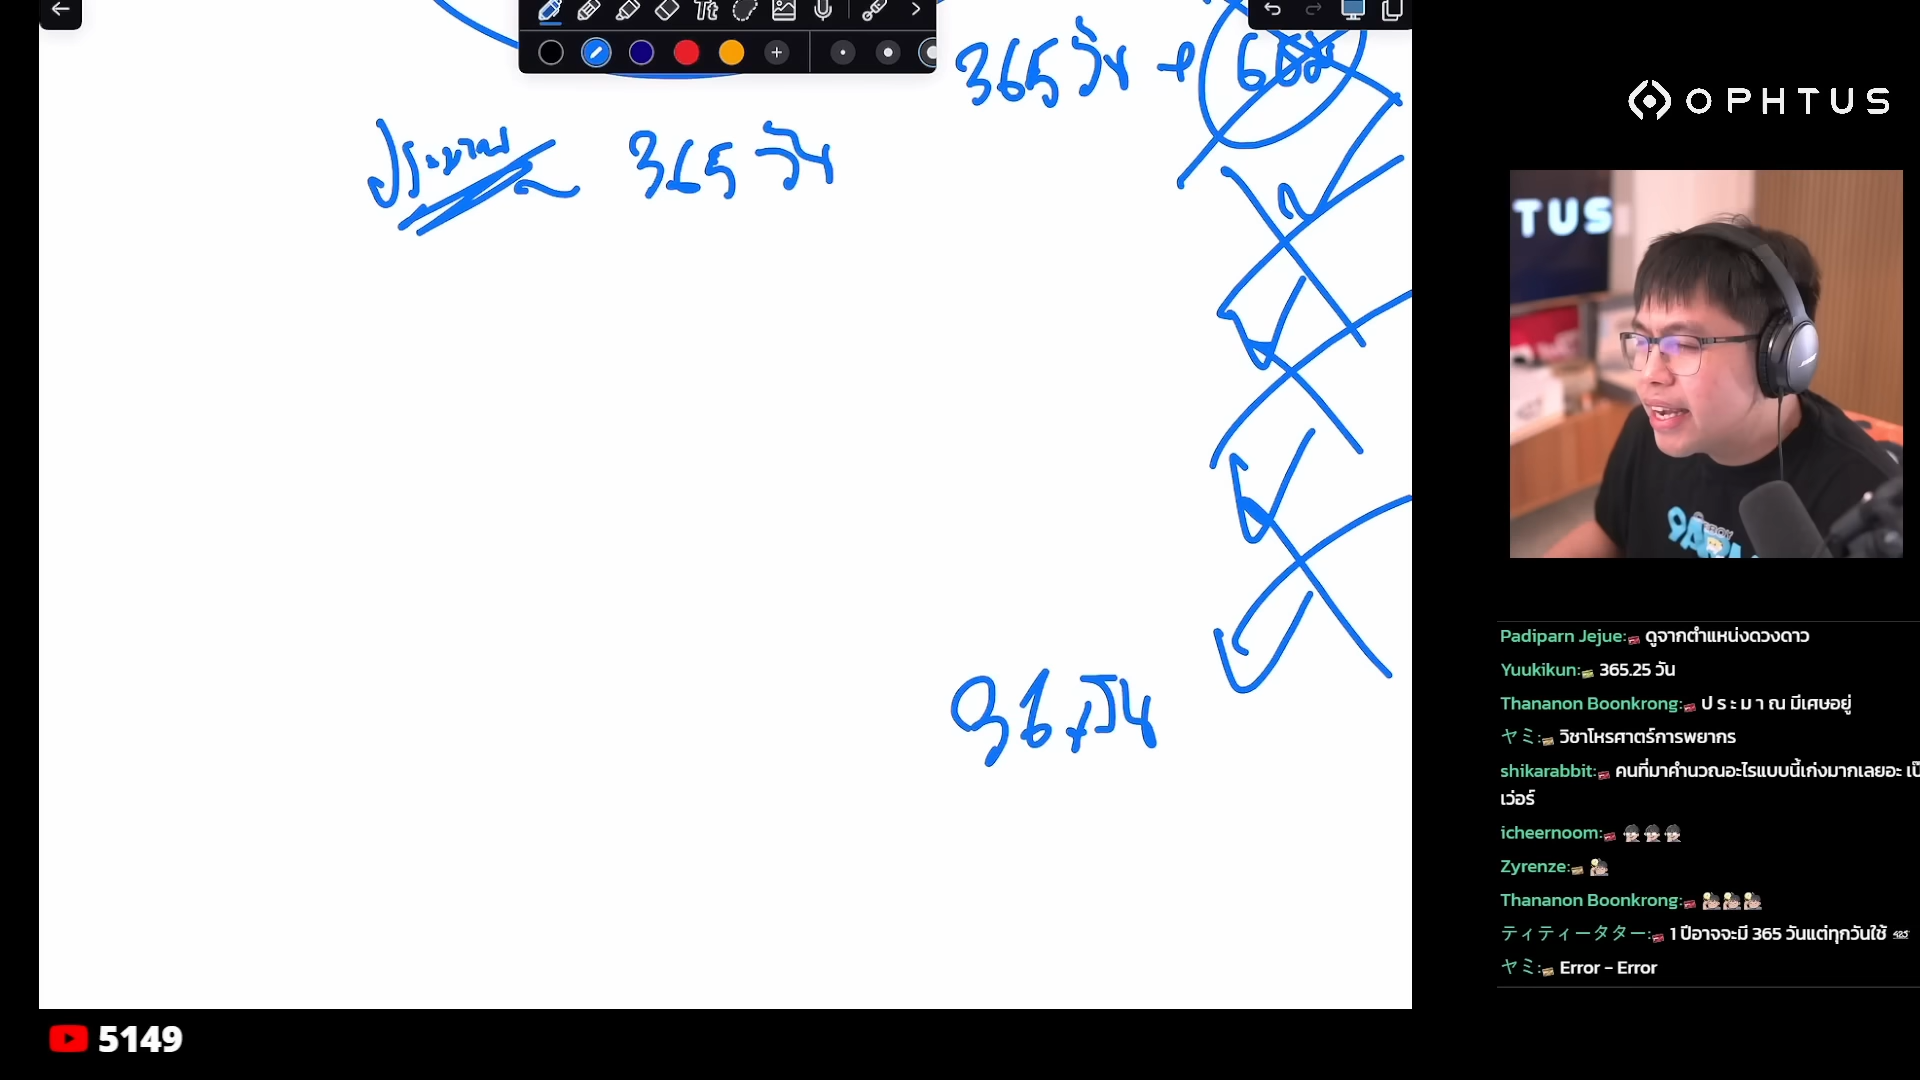 Tt
365 วัน +
6
ประมาณ 365 วัน
OPHTUS
TUS
Padiparn Jejue: ดูจากตำแหน่งดวงดาว
Yuukikun: 365.25 วัน
Thananon Boonkrong: ป ร ะ ม า ณ มีเศษอยู่
ヤミ: วิชาโหรศาตร์การพยากร
shikarabbit: คนที่มาคำนวณอะไรแบบนี้เก่งมากเลยอะ
เว่อร์
icheernoom:
Zyrenze:
Thananon Boonkrong:
ティティータター: 1 ปีอาจจะมี 365 วันแต่ทุกวันใช้
ヤミ: Error - Error
5149